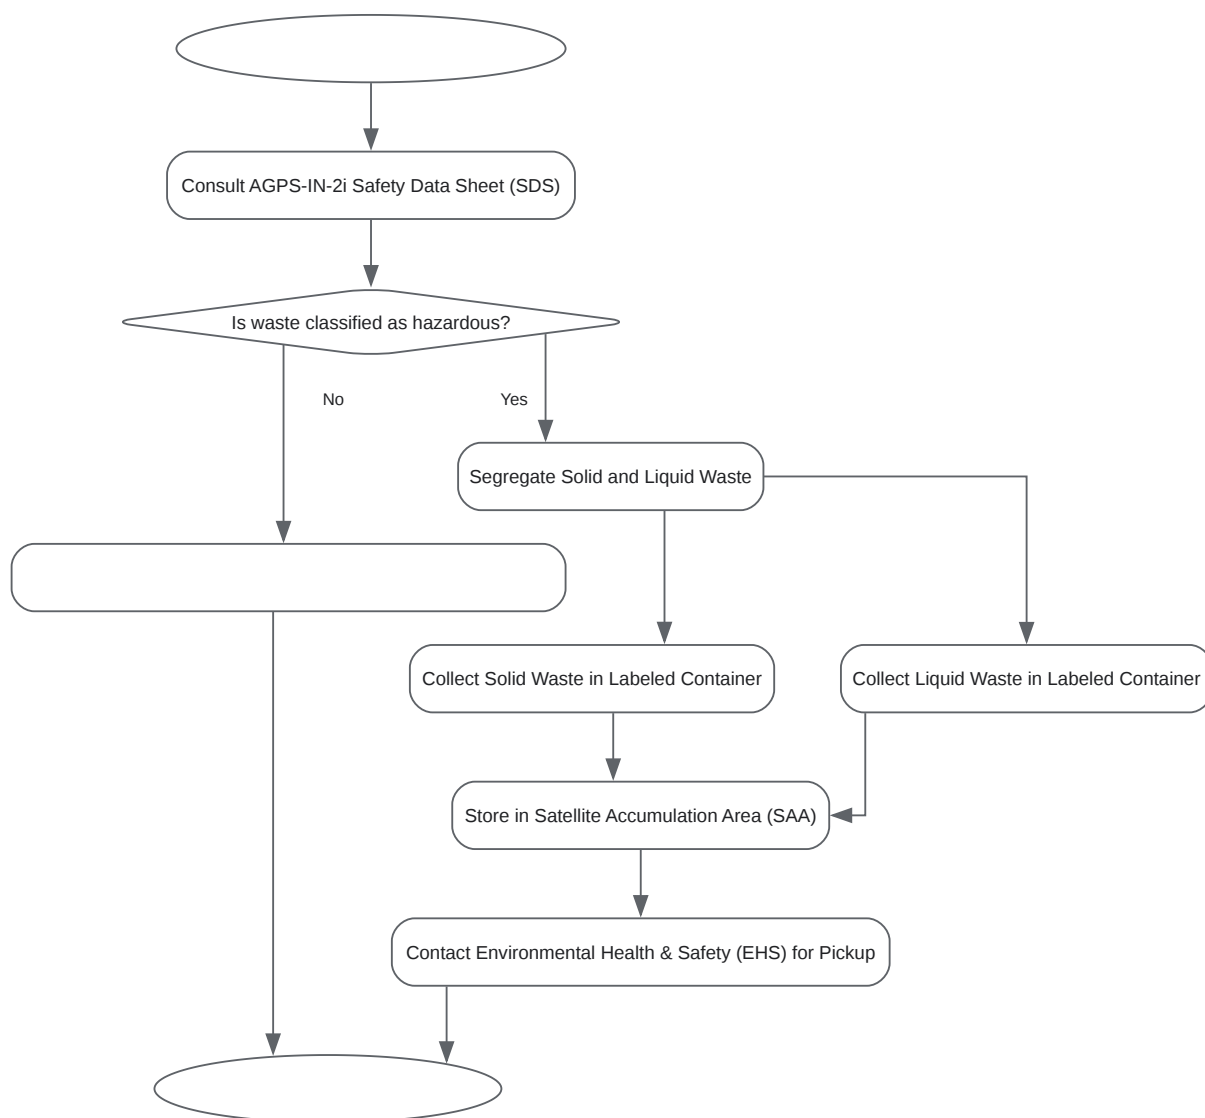 Consult AGPS-IN-2i Safety Data Sheet (SDS)
Is waste classified as hazardous?
No
Yes
Segregate Solid and Liquid Waste
Collect Solid Waste in Labeled Container
Collect Liquid Waste in Labeled Container
Store in Satellite Accumulation Area (SAA)
Contact Environmental Health & Safety (EHS) for Pickup